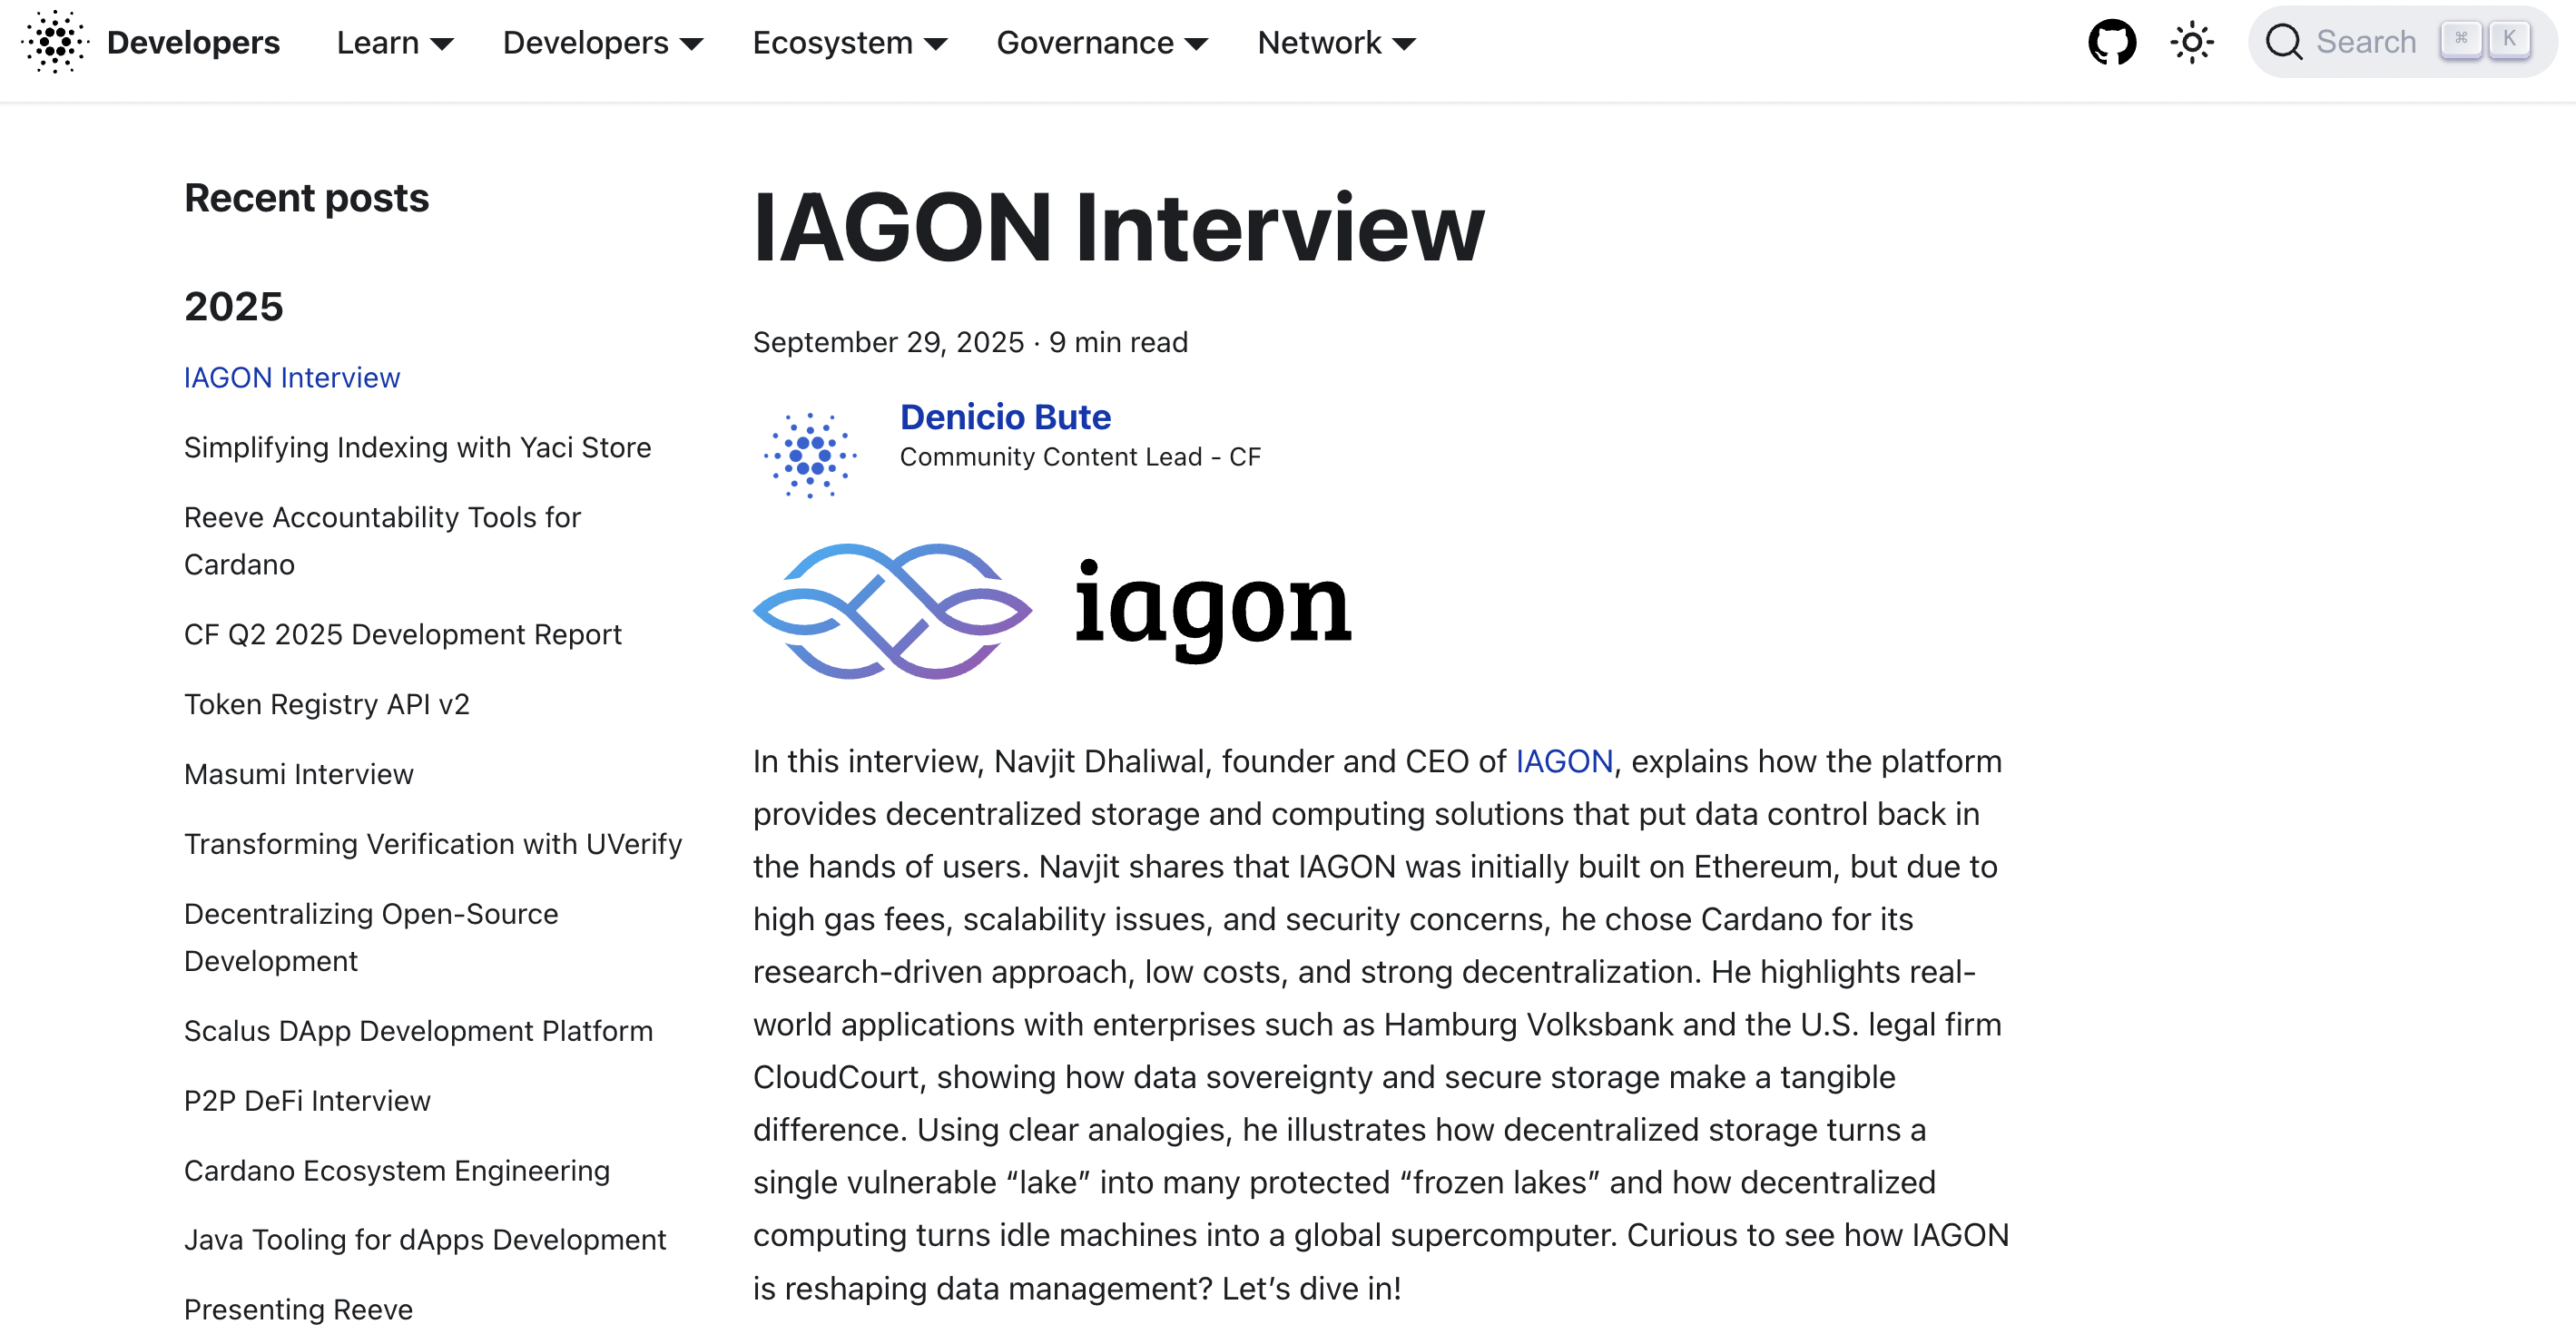 Developers Learn Developers Ecosystem Governance Network Search ⌘ K
Recent posts
2025
IAGON Interview
Simplifying Indexing with Yaci Store
Reeve Accountability Tools for
Cardano
CF Q2 2025 Development Report
Token Registry API v2
Masumi Interview
Transforming Verification with UVerify
Decentralizing Open-Source
Development
Scalus DApp Development Platform
P2P DeFi Interview
Cardano Ecosystem Engineering
Java Tooling for dApps Development
Presenting Reeve
IAGON Interview
September 29, 2025 · 9 min read
Denicio Bute
Community Content Lead - CF
iagon
In this interview, Navjit Dhaliwal, founder and CEO of IAGON, explains how the platform
provides decentralized storage and computing solutions that put data control back in
the hands of users. Navjit shares that IAGON was initially built on Ethereum, but due to
high gas fees, scalability issues, and security concerns, he chose Cardano for its
research-driven approach, low costs, and strong decentralization. He highlights real-
world applications with enterprises such as Hamburg Volksbank and the U.S. legal firm
CloudCourt, showing how data sovereignty and secure storage make a tangible
difference. Using clear analogies, he illustrates how decentralized storage turns a
single vulnerable “lake” into many protected “frozen lakes” and how decentralized
computing turns idle machines into a global supercomputer. Curious to see how IAGON
is reshaping data management? Let’s dive in!